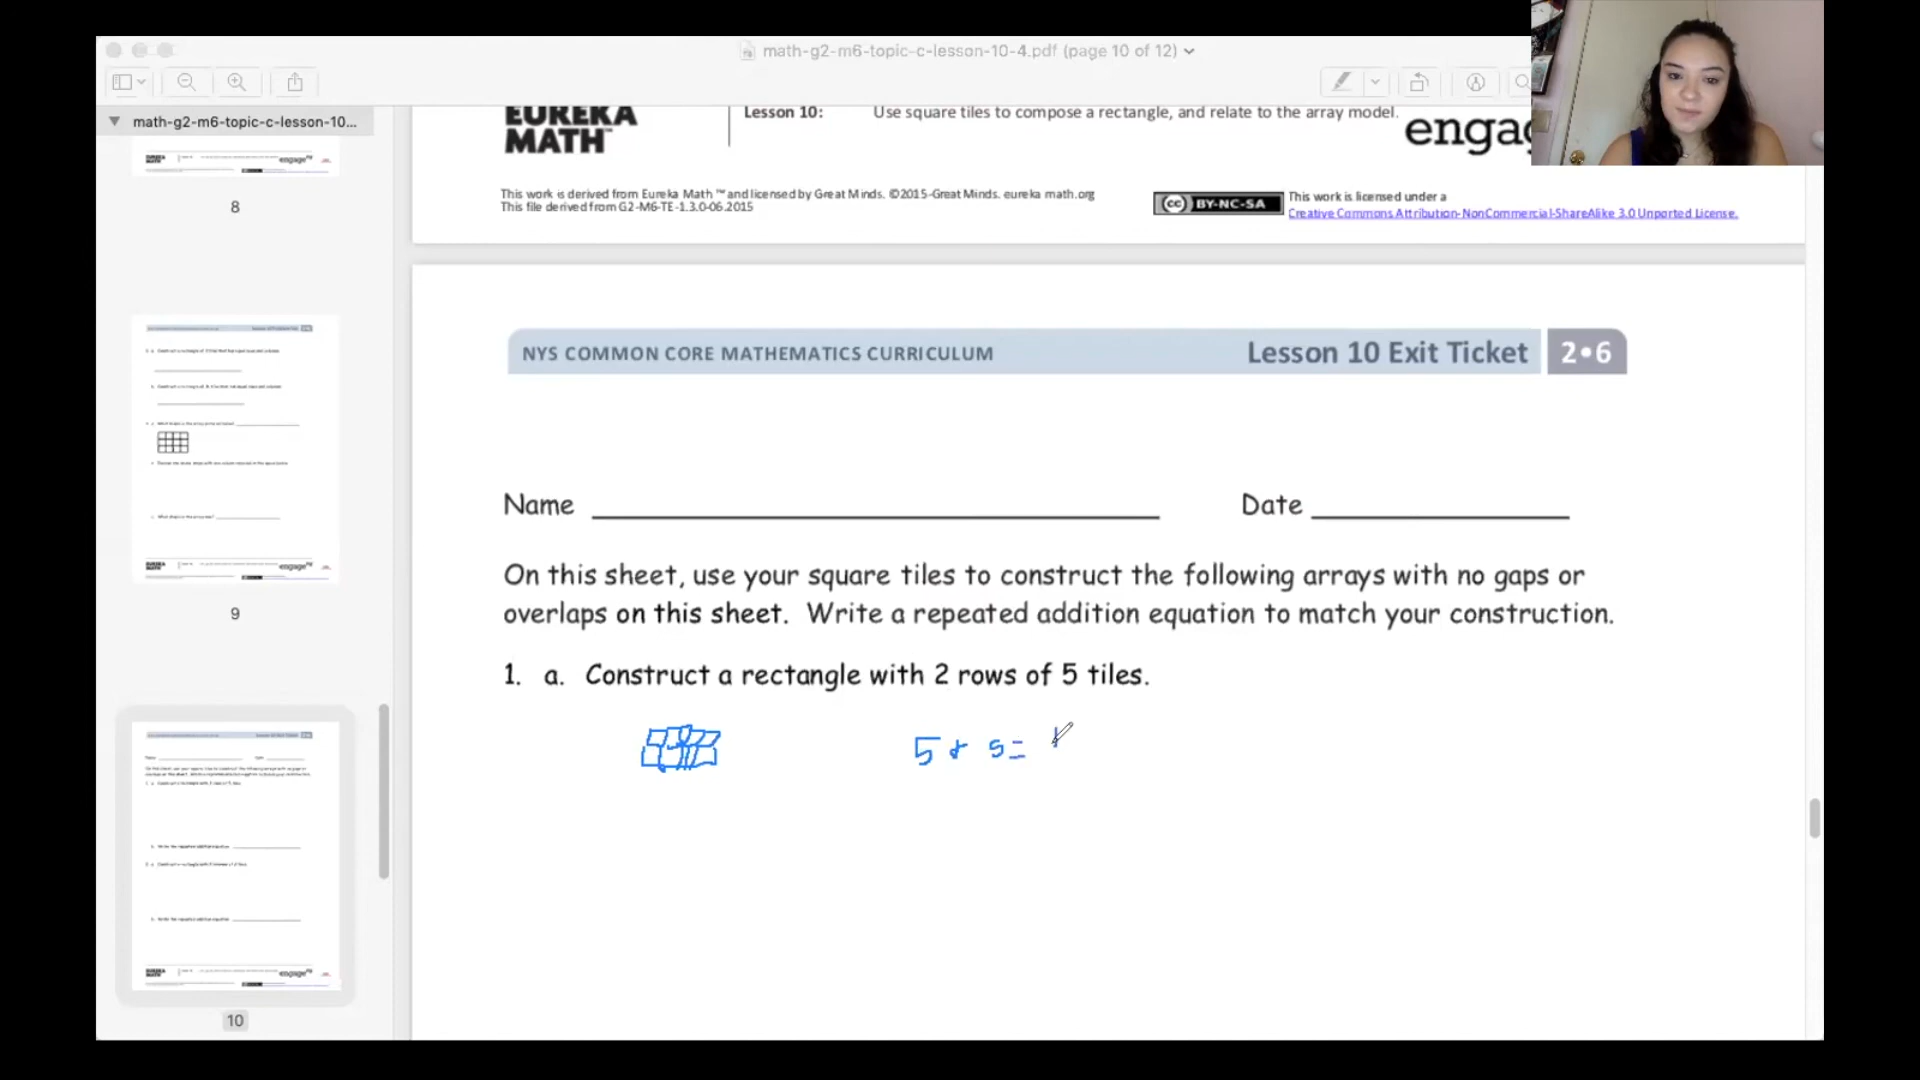 math-g2-m6-topic-c-lesson-10-4.pdf (page 10 of 12)
math-g2-m6-topic-c-lesson-10...
8
9
10
EUREKA
MATH™
Lesson 10: Use square tiles to compose a rectangle, and relate to the array model.
engag
This work is derived from Eureka Math ™ and licensed by Great Minds. ©2015-Great Minds. eureka math.org
This file derived from G2-M6-TE-1.3.0-06.2015
CC BY-NC-SA
This work is licensed under a
Creative Commons Attribution-NonCommercial-ShareAlike 3.0 Unported License.
NYS COMMON CORE MATHEMATICS CURRICULUM Lesson 10 Exit Ticket 2•6
Name Date
On this sheet, use your square tiles to construct the following arrays with no gaps or
overlaps on this sheet. Write a repeated addition equation to match your construction.
1. a. Construct a rectangle with 2 rows of 5 tiles.
5 + 5 =